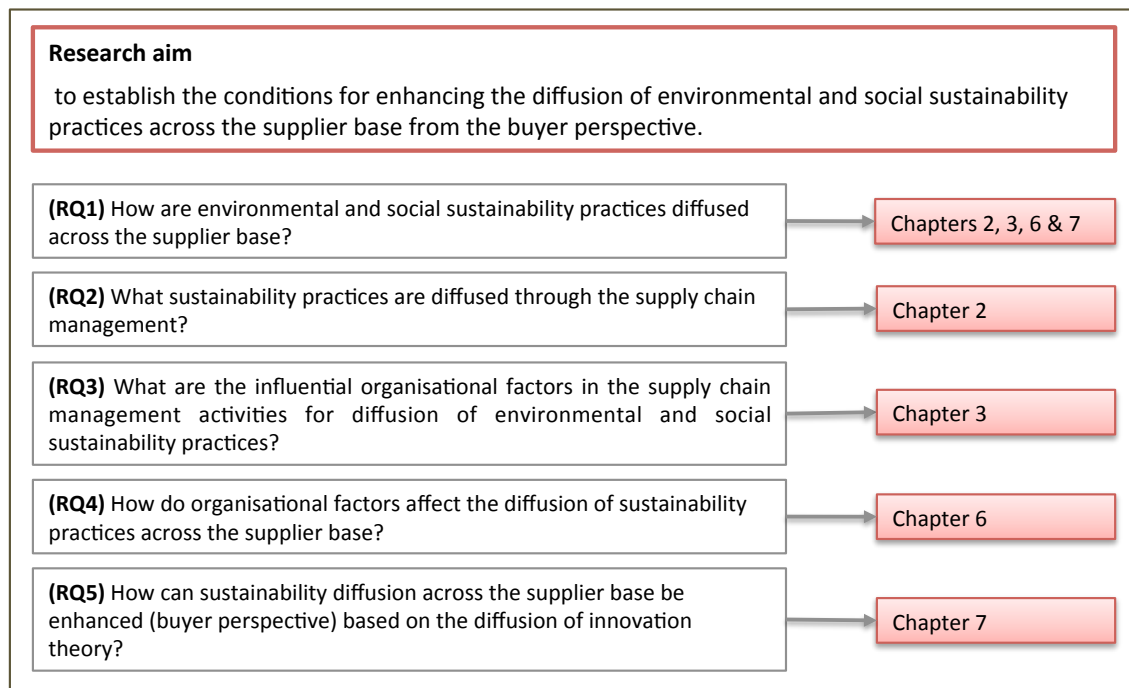 Research aim
to establish the conditions for enhancing the diffusion of environmental and social sustainability
practices across the supplier base from the buyer perspective.
(RQ1) How are environmental and social sustainability practices diffused
across the supplier base?
Chapters 2, 3, 6 & 7
(RQ2) What sustainability practices are diffused through the supply chain
management?
Chapter 2
(RQ3) What are the influential organisational factors in the supply chain
management activities for diffusion of environmental and social
sustainability practices?
Chapter 3
(RQ4) How do organisational factors affect the diffusion of sustainability
practices across the supplier base?
Chapter 6
(RQ5) How can sustainability diffusion across the supplier base be
enhanced (buyer perspective) based on the diffusion of innovation
theory?
Chapter 7